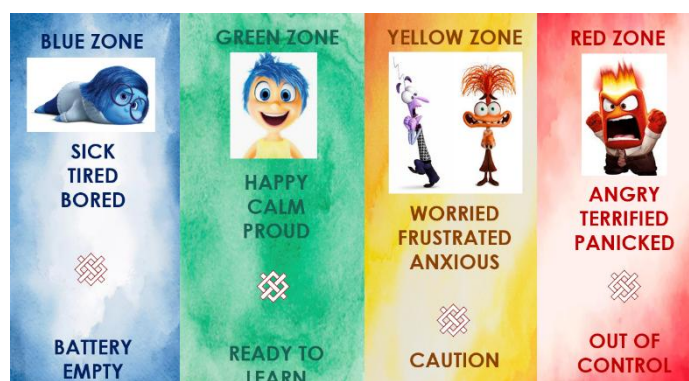 BLUE ZONE
SICK
TIRED
BORED
BATTERY
EMPTY
GREEN ZONE
HAPPY
CALM
PROUD
READY TO
LEARN
YELLOW ZONE
WORRIED
FRUSTRATED
ANXIOUS
CAUTION
RED ZONE
ANGRY
TERRIFIED
PANICKED
OUT OF
CONTROL